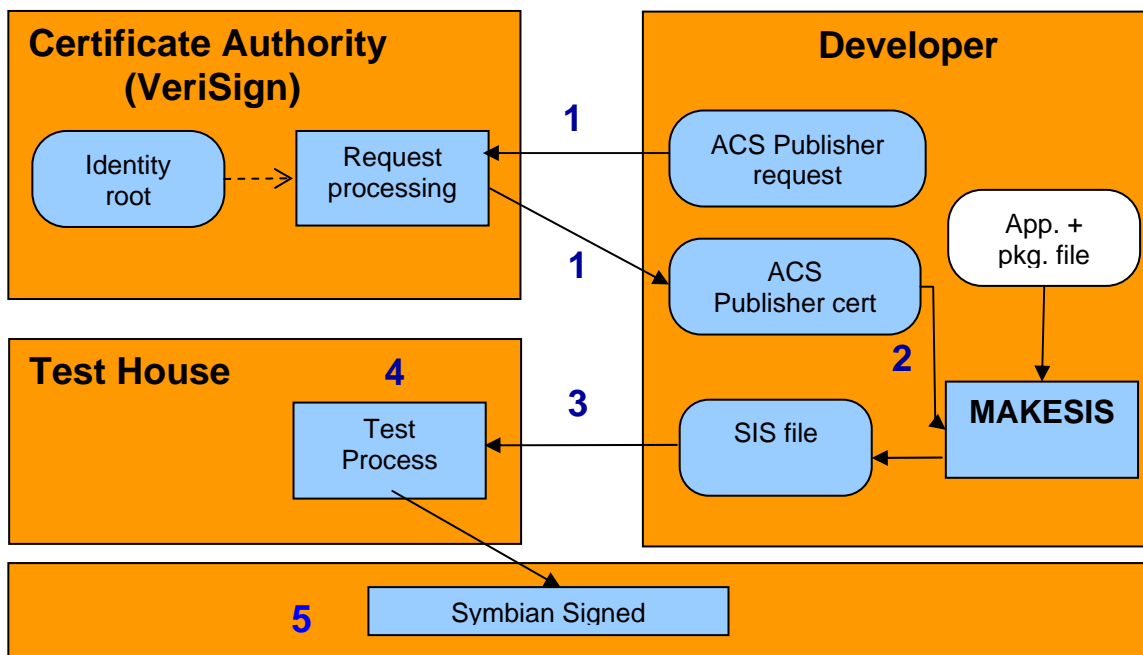 Certificate Authority
(VeriSign)
Identity
root
Request
processing
1
1
Developer
ACS Publisher
request
App. +
pkg. file
ACS
Publisher cert
2
MAKESIS
SIS file
3
Test House
4
Test
Process
5
Symbian Signed